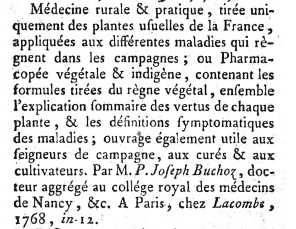 Médecine rurale & pratique, tirée uni-
quement des plantes usuelles de la France,
appliquées aux différentes maladies qui rè-
gnent dans les campagnes ; ou Pharma-
copée végétale & indigène, contenant les
formules tirées du règne végétal, ensemble
l'explication sommaire des vertus de chaque
plante, & les définitions symptomatiques
des maladies ; ouvrage également utile aux
seigneurs de campagne, aux curés & aux
cultivateurs. Par M. P. Joseph Buchoz, doc-
teur aggrégé au collége royal des médecins
de Nancy, &c. A Paris, chez Lacombe,
1768, in-12.